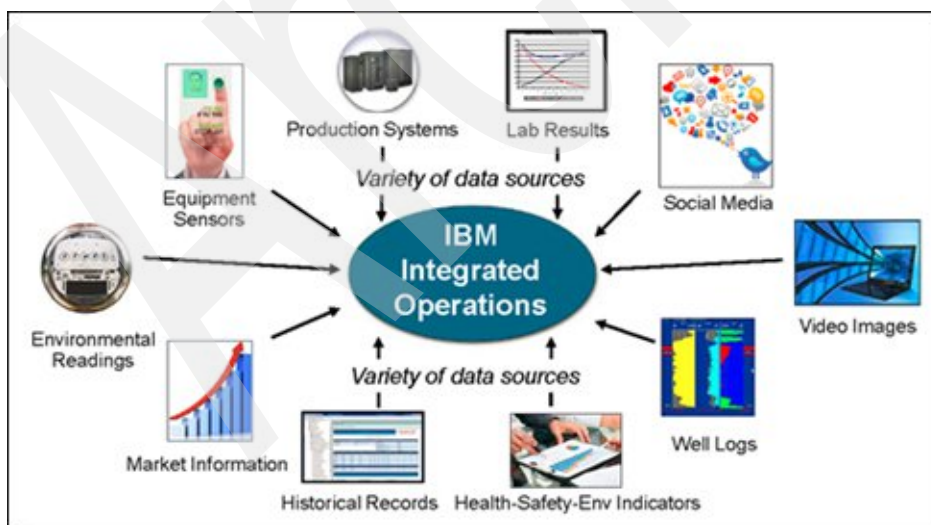 Production Systems
Lab Results
Equipment
Sensors
Variety of data sources
Social Media
IBM
Integrated
Operations
Environmental
Readings
Video Images
Variety of data sources
Market Information
Well Logs
Historical Records
Health-Safety-Env Indicators